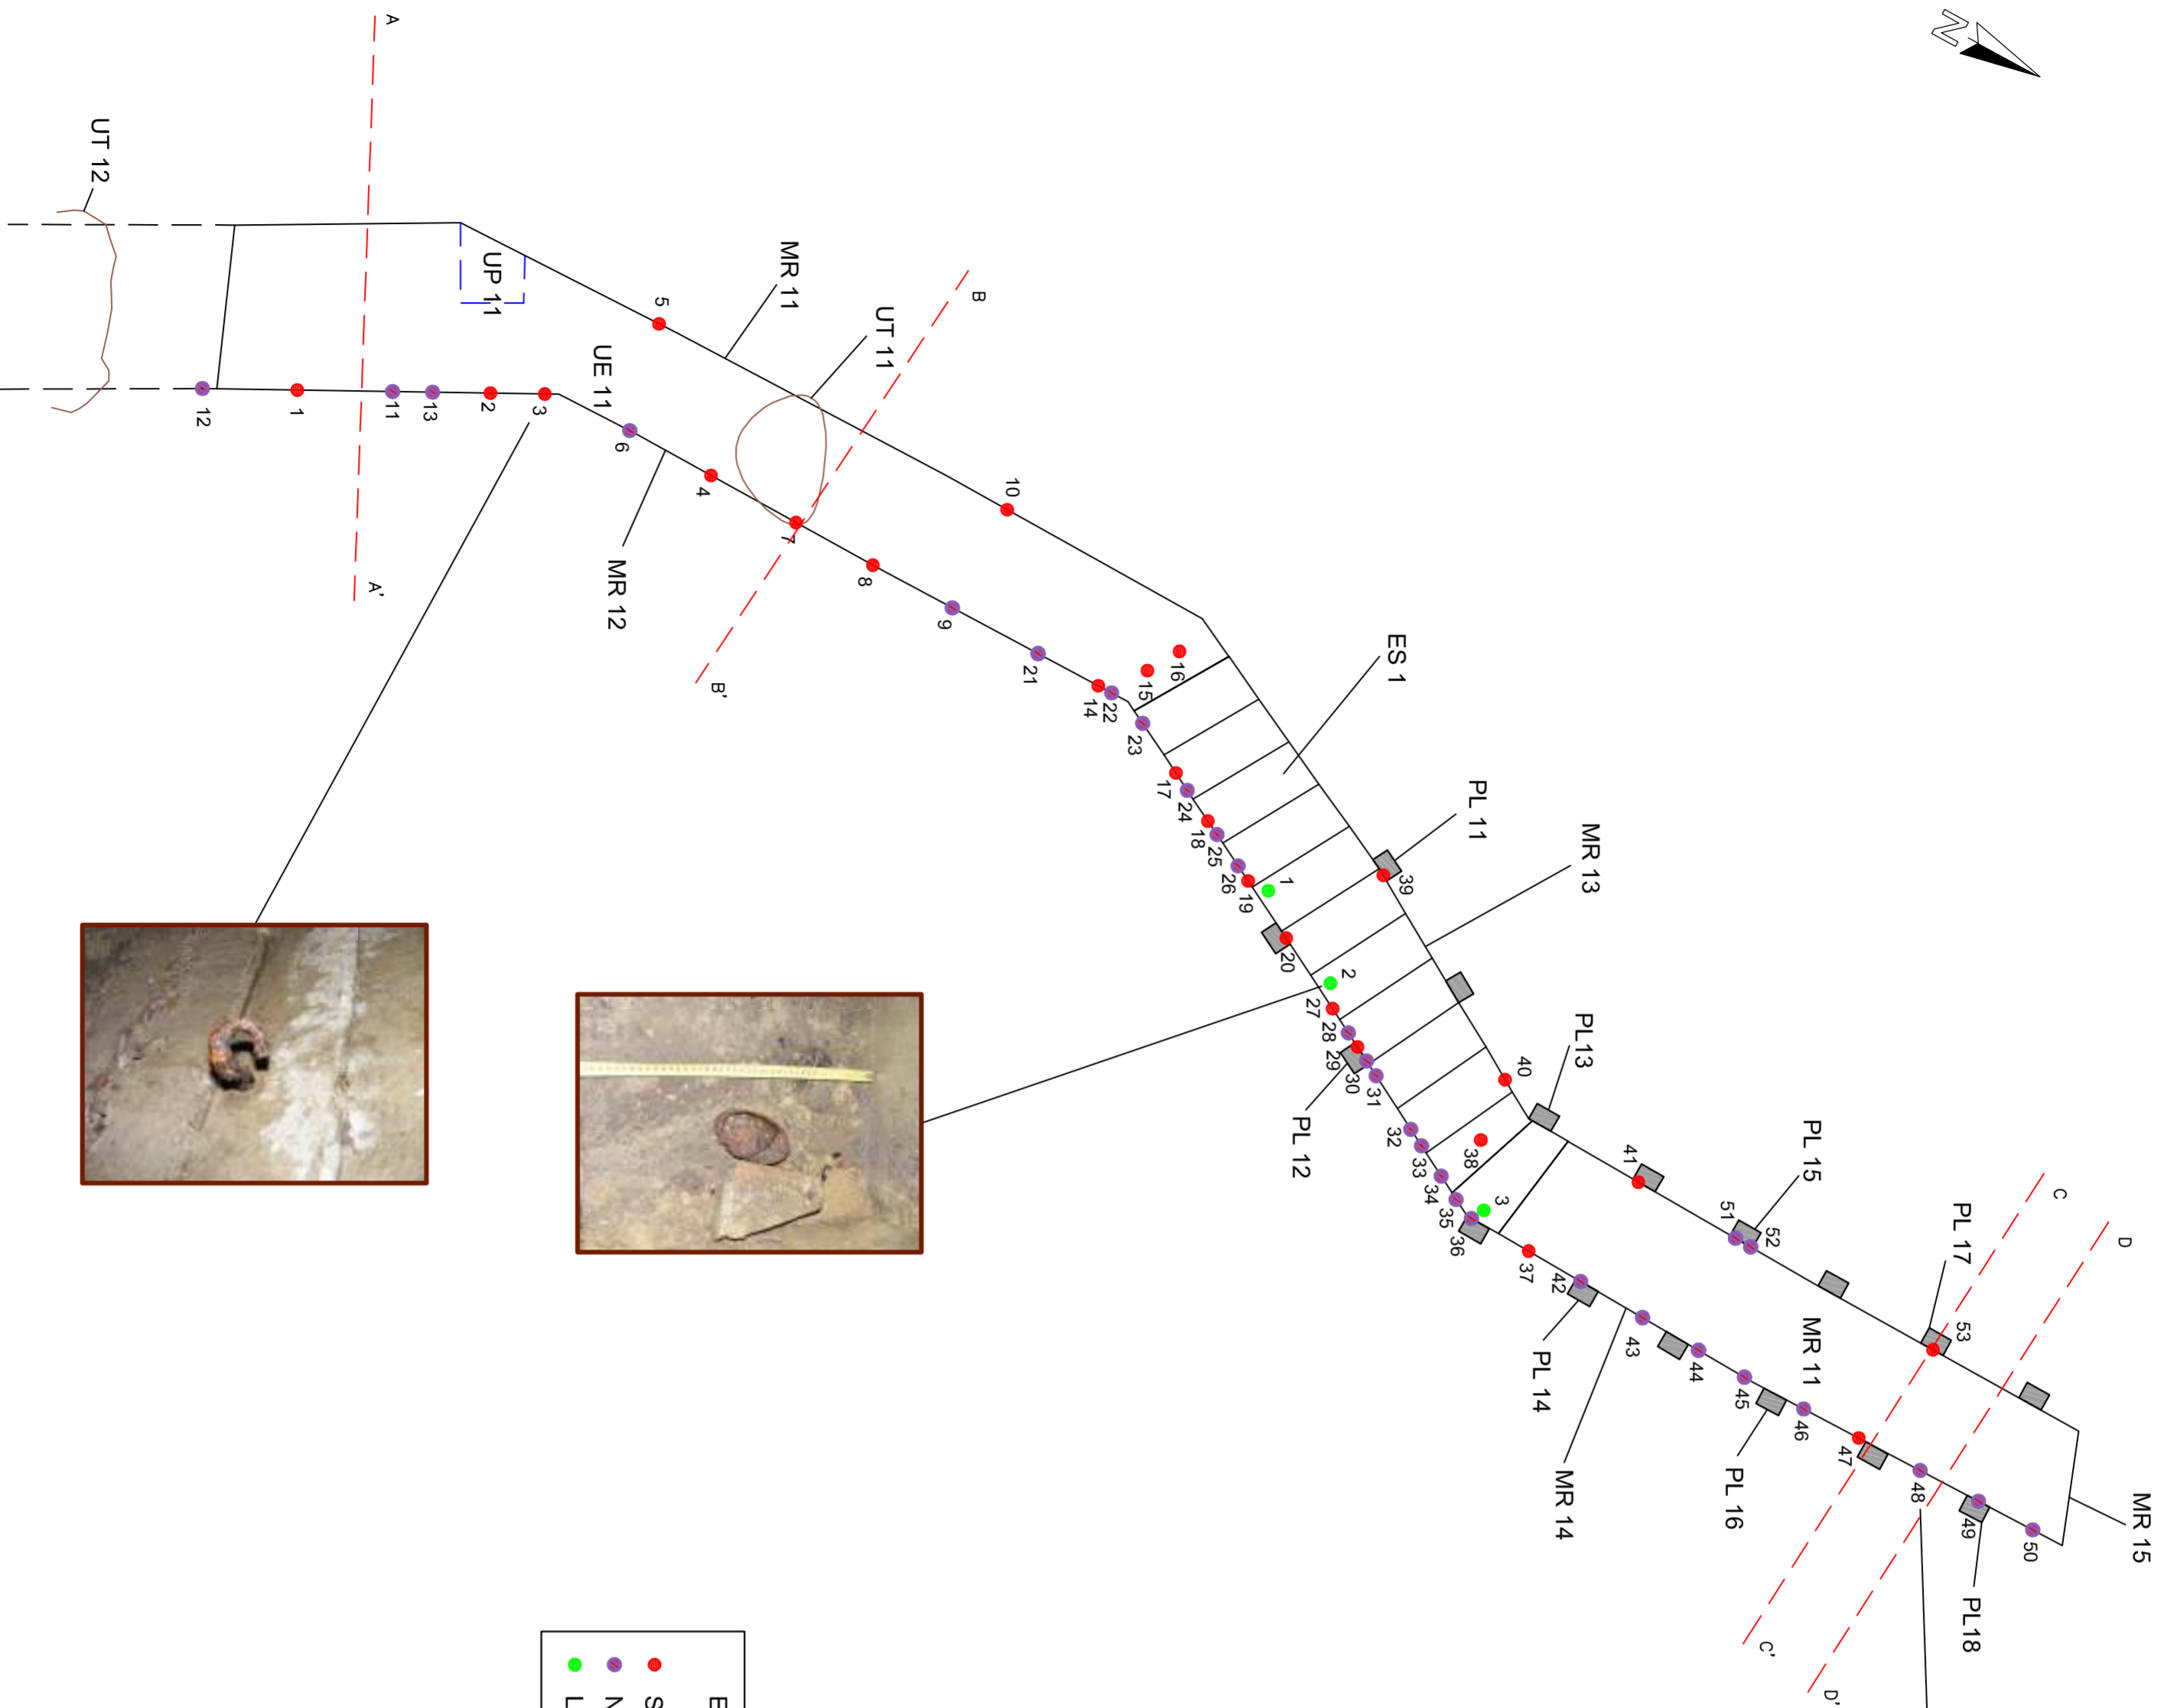 N
A
A'
UT 12
UP 11
MR 11
UT 11
B
B'
UE 11
MR 12
5
10
12
1
11
13
2
3
6
4
7
8
9
21
14
22
15
16
23
ES 1
PL 11
MR 13
17
24
18
25
26
19
1
20
39
2
27
28
29
30
31
PL 12
40
PL13
32
33
34
35
36
38
3
37
41
PL 15
51
52
42
PL 14
43
MR 14
44
45
MR 11
46
PL 16
47
PL 17
53
C
C'
D
D'
48
49
50
PL18
MR 15
E
S
N
L